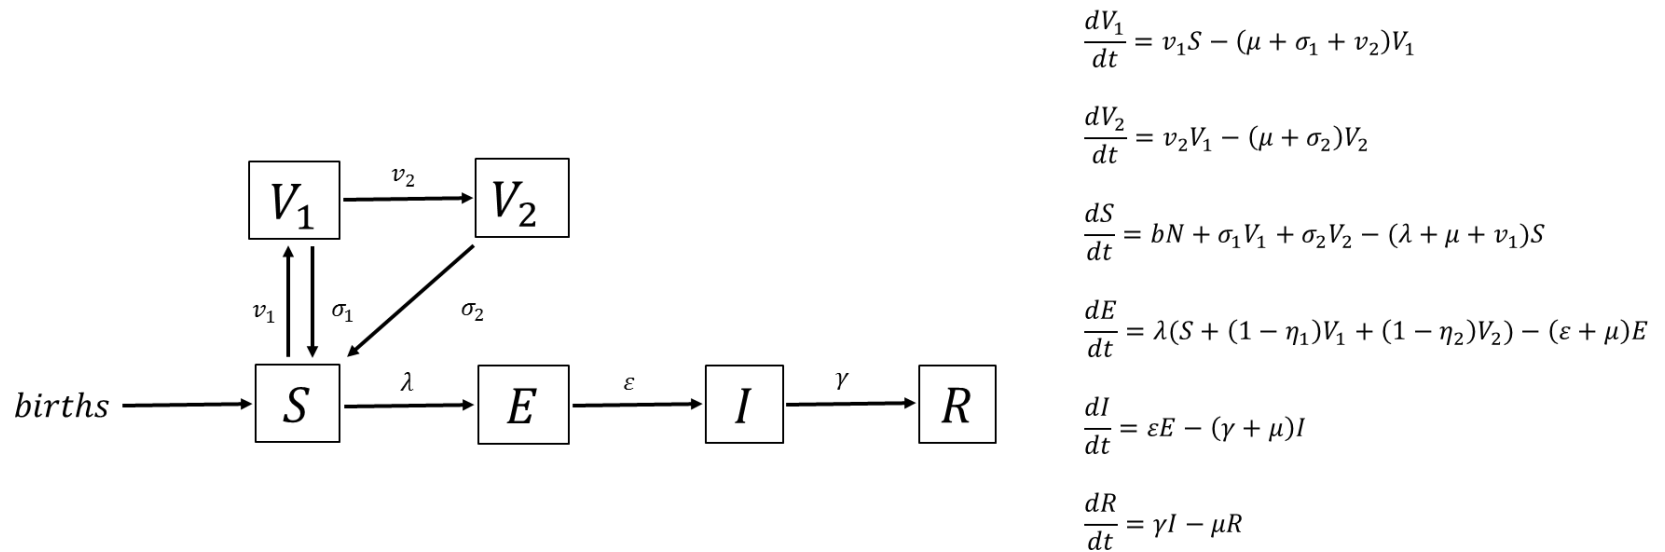 V₁
v₂
V₂
v₁
σ₁
σ₂
births
S
λ
E
ε
I
γ
R
dV₁/dt = v₁S − (μ + σ₁ + v₂)V₁
dV₂/dt = v₂V₁ − (μ + σ₂)V₂
dS/dt = bN + σ₁V₁ + σ₂V₂ − (λ + μ + v₁)S
dE/dt = λ(S + (1 − η₁)V₁ + (1 − η₂)V₂) − (ε + μ)E
dI/dt = εE − (γ + μ)I
dR/dt = γI − μR